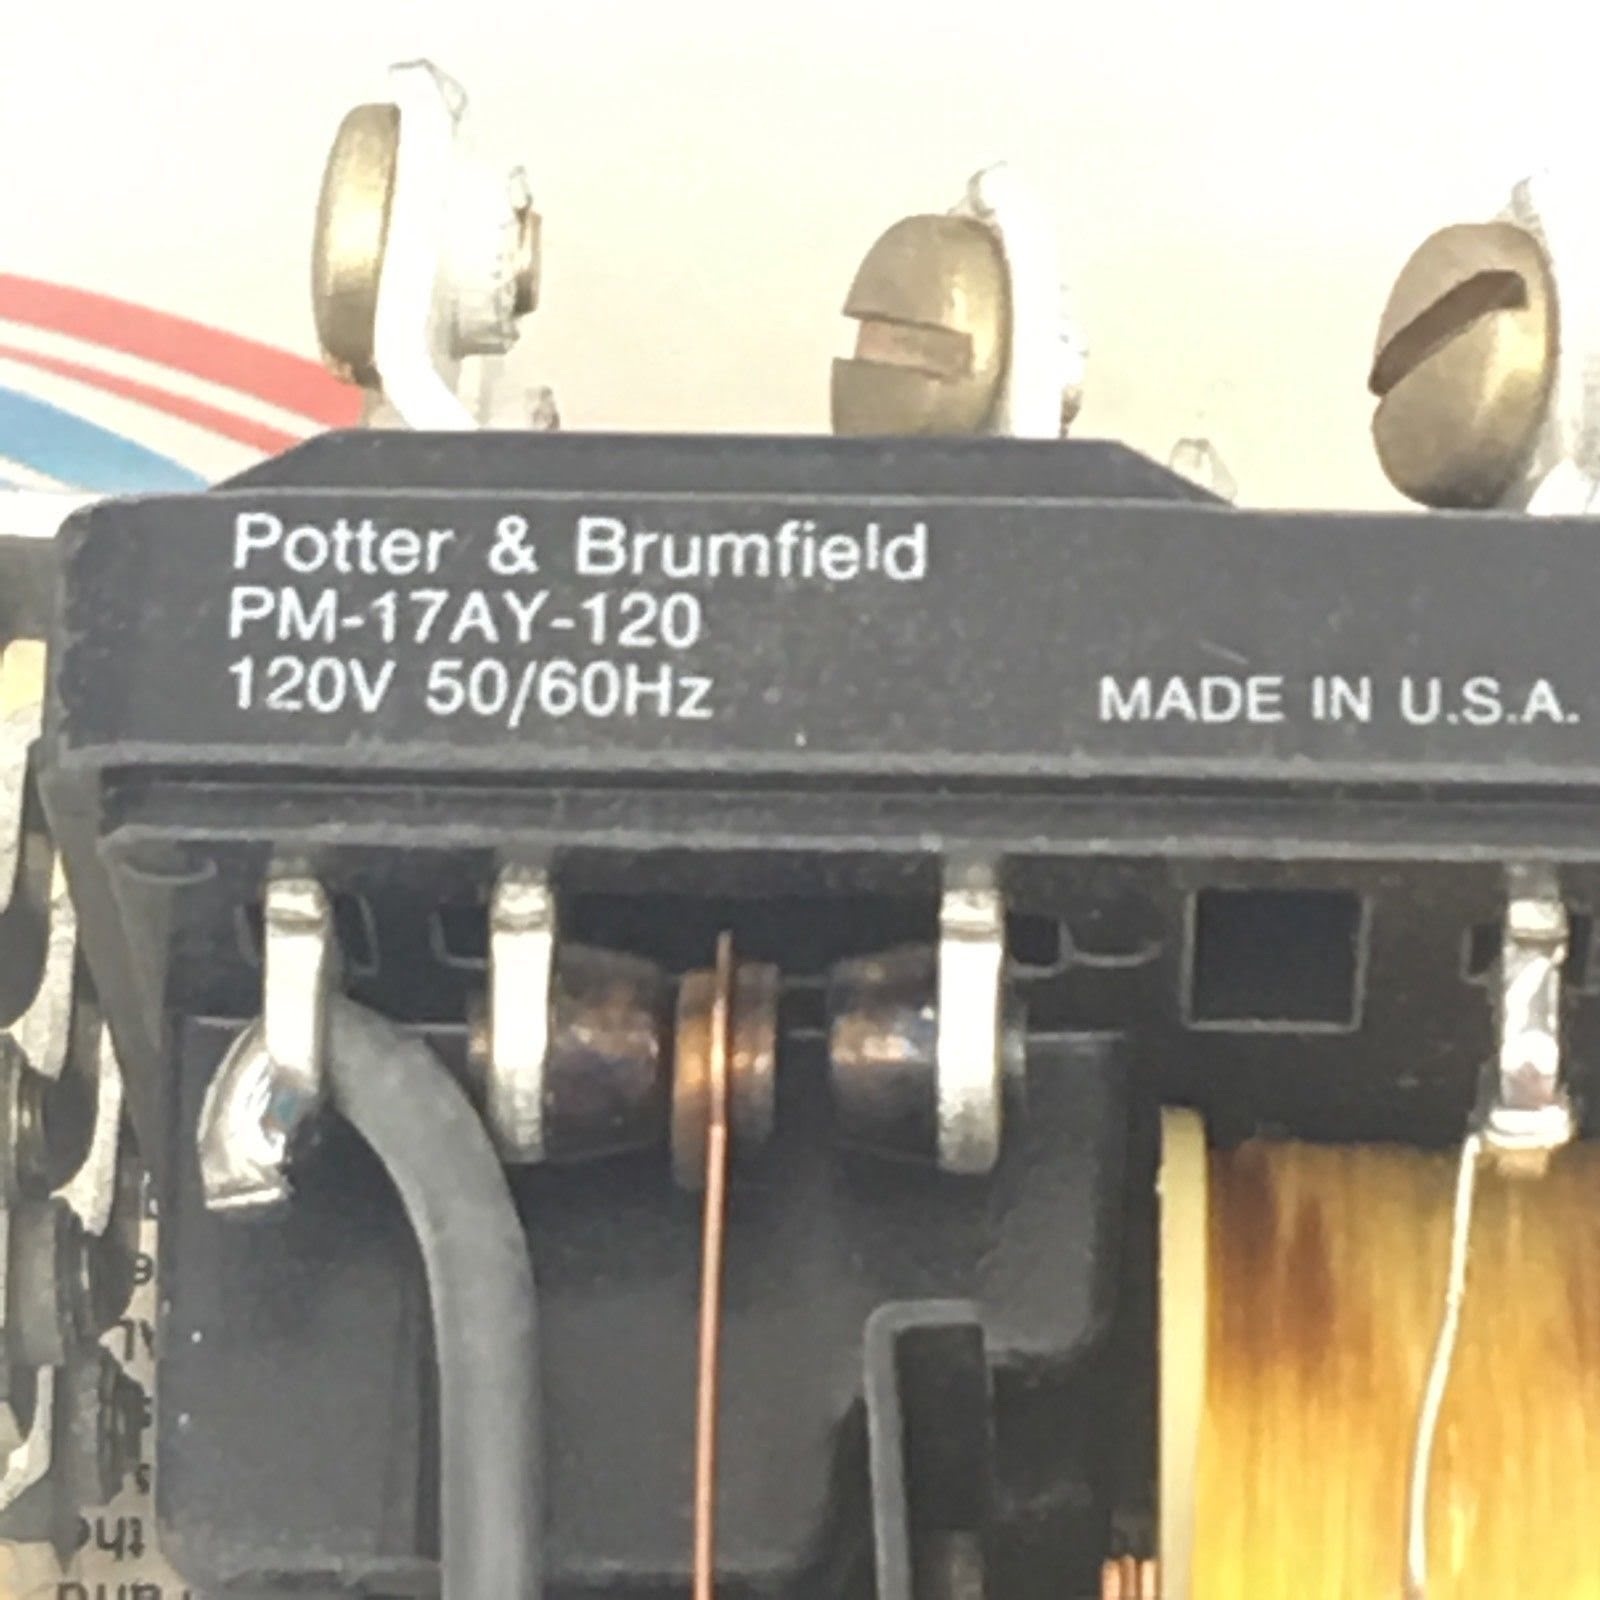 Potter & Brumfield
PM-17AY-120
120V 50/60Hz
MADE IN U.S.A.